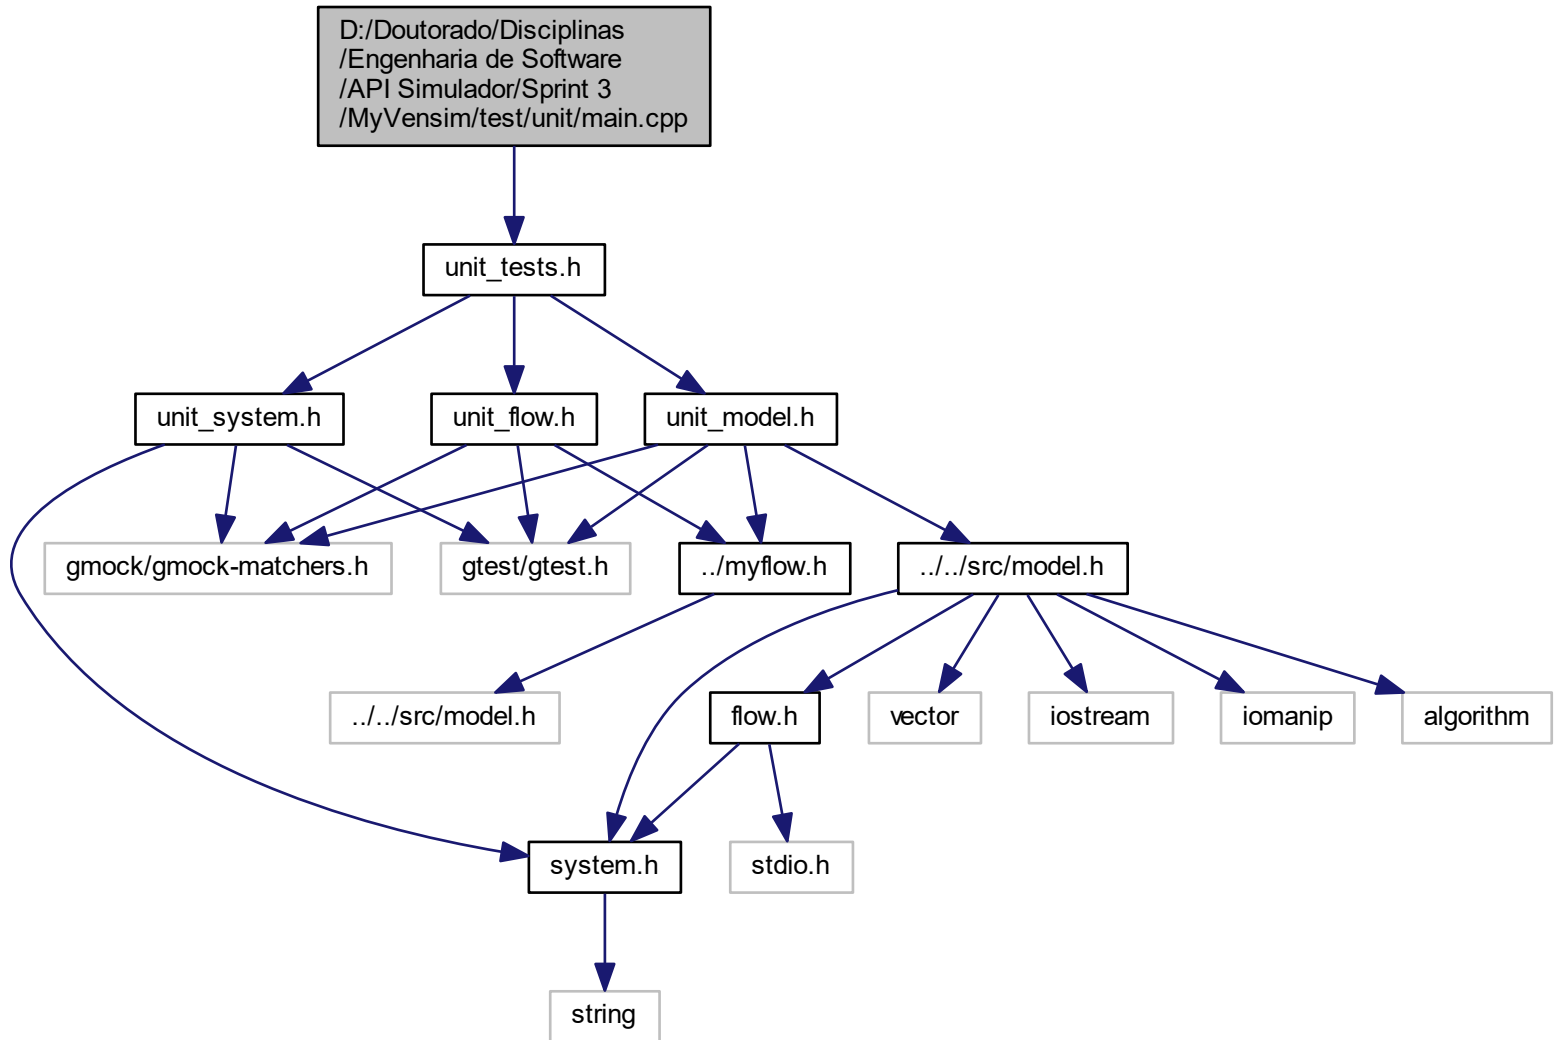 D:/Doutorado/Disciplinas
/Engenharia de Software
/API Simulador/Sprint 3
/MyVensim/test/unit/main.cpp
unit_tests.h
unit_system.h
unit_flow.h
unit_model.h
gmock/gmock-matchers.h
gtest/gtest.h
../myflow.h
../../src/model.h
../../src/model.h
flow.h
vector
iostream
iomanip
algorithm
system.h
stdio.h
string